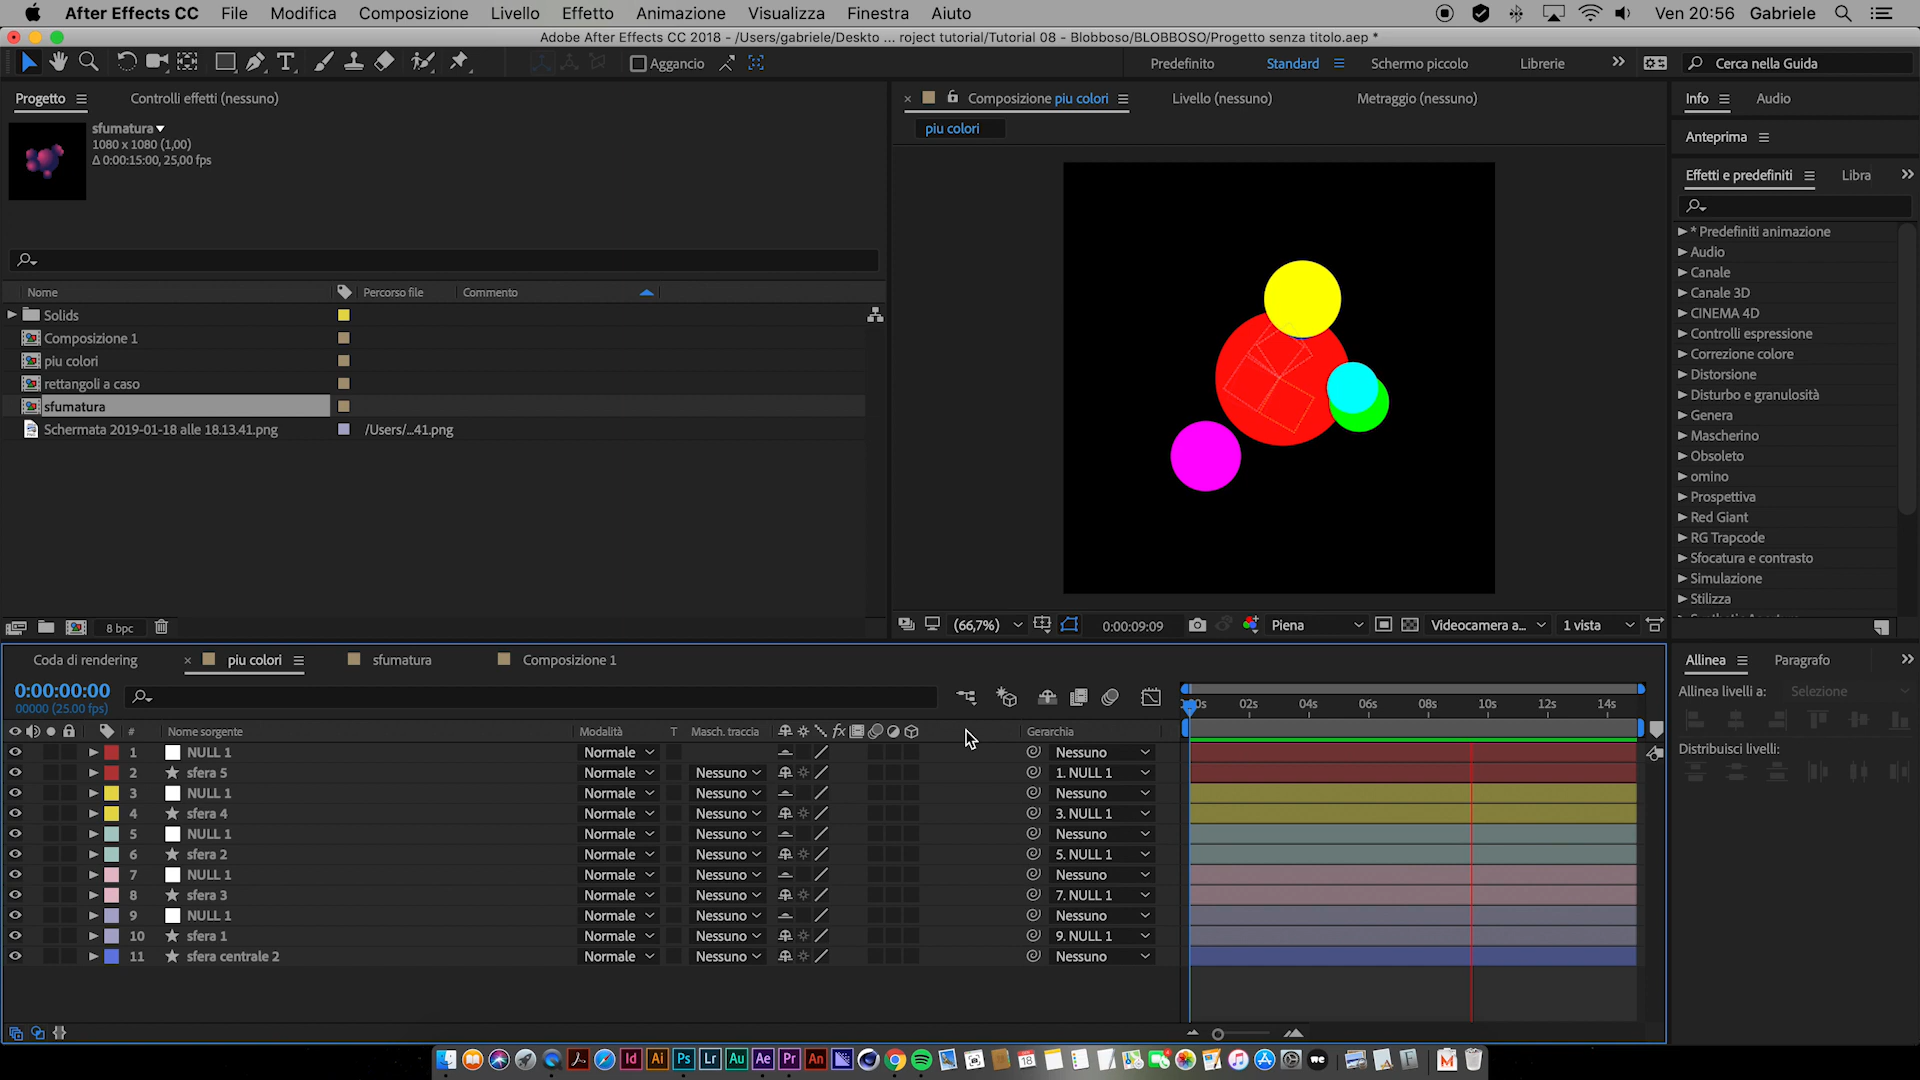 After Effects CC File Modifica Composizione Livello Effetto Animazione Visualizza Finestra Aiuto Ven 20:56 Gabriele
Adobe After Effects CC 2018 - /Users/gabriele/Deskto ... roject tutorial/Tutorial 08 - Blobboso/BLOBBOSO/Progetto senza titolo.aep *
Aggancio Predefinito Standard Schermo piccolo Librerie Cerca nella Guida
Progetto Controlli effetti (nessuno)
sfumatura
1080 x 1080 (1,00)
Δ 0:00:15:00, 25,00 fps
Nome Percorso file Commento
Solids
Composizione 1
piu colori
rettangoli a caso
sfumatura
Schermata 2019-01-18 alle 18.13.41.png /Users/...41.png
8 bpc
Composizione piu colori Livello (nessuno) Metraggio (nessuno)
piu colori
(66,7%) 0:00:09:09 Piena Videocamera a... 1 vista
Info Audio
Anteprima
Effetti e predefiniti Libra
* Predefiniti animazione
Audio
Canale
Canale 3D
CINEMA 4D
Controlli espressione
Correzione colore
Distorsione
Disturbo e granulosità
Genera
Mascherino
Obsoleto
omino
Prospettiva
Red Giant
RG Trapcode
Sfocatura e contrasto
Simulazione
Stilizza
Coda di rendering piu colori sfumatura Composizione 1
0:00:00:00
00000 (25.00 fps)
02s 04s 06s 08s 10s 12s 14s
# Nome sorgente Modalità T Masch. traccia Gerarchia
1 NULL 1 Normale Nessuno
2 sfera 5 Normale Nessuno 1. NULL 1
3 NULL 1 Normale Nessuno Nessuno
4 sfera 4 Normale Nessuno 3. NULL 1
5 NULL 1 Normale Nessuno Nessuno
6 sfera 2 Normale Nessuno 5. NULL 1
7 NULL 1 Normale Nessuno Nessuno
8 sfera 3 Normale Nessuno 7. NULL 1
9 NULL 1 Normale Nessuno Nessuno
10 sfera 1 Normale Nessuno 9. NULL 1
11 sfera centrale 2 Normale Nessuno Nessuno
Allinea Paragrafo
Allinea livelli a: Selezione
Distribuisci livelli:
Id Ai Ps Lr Au Ae Pr An 18